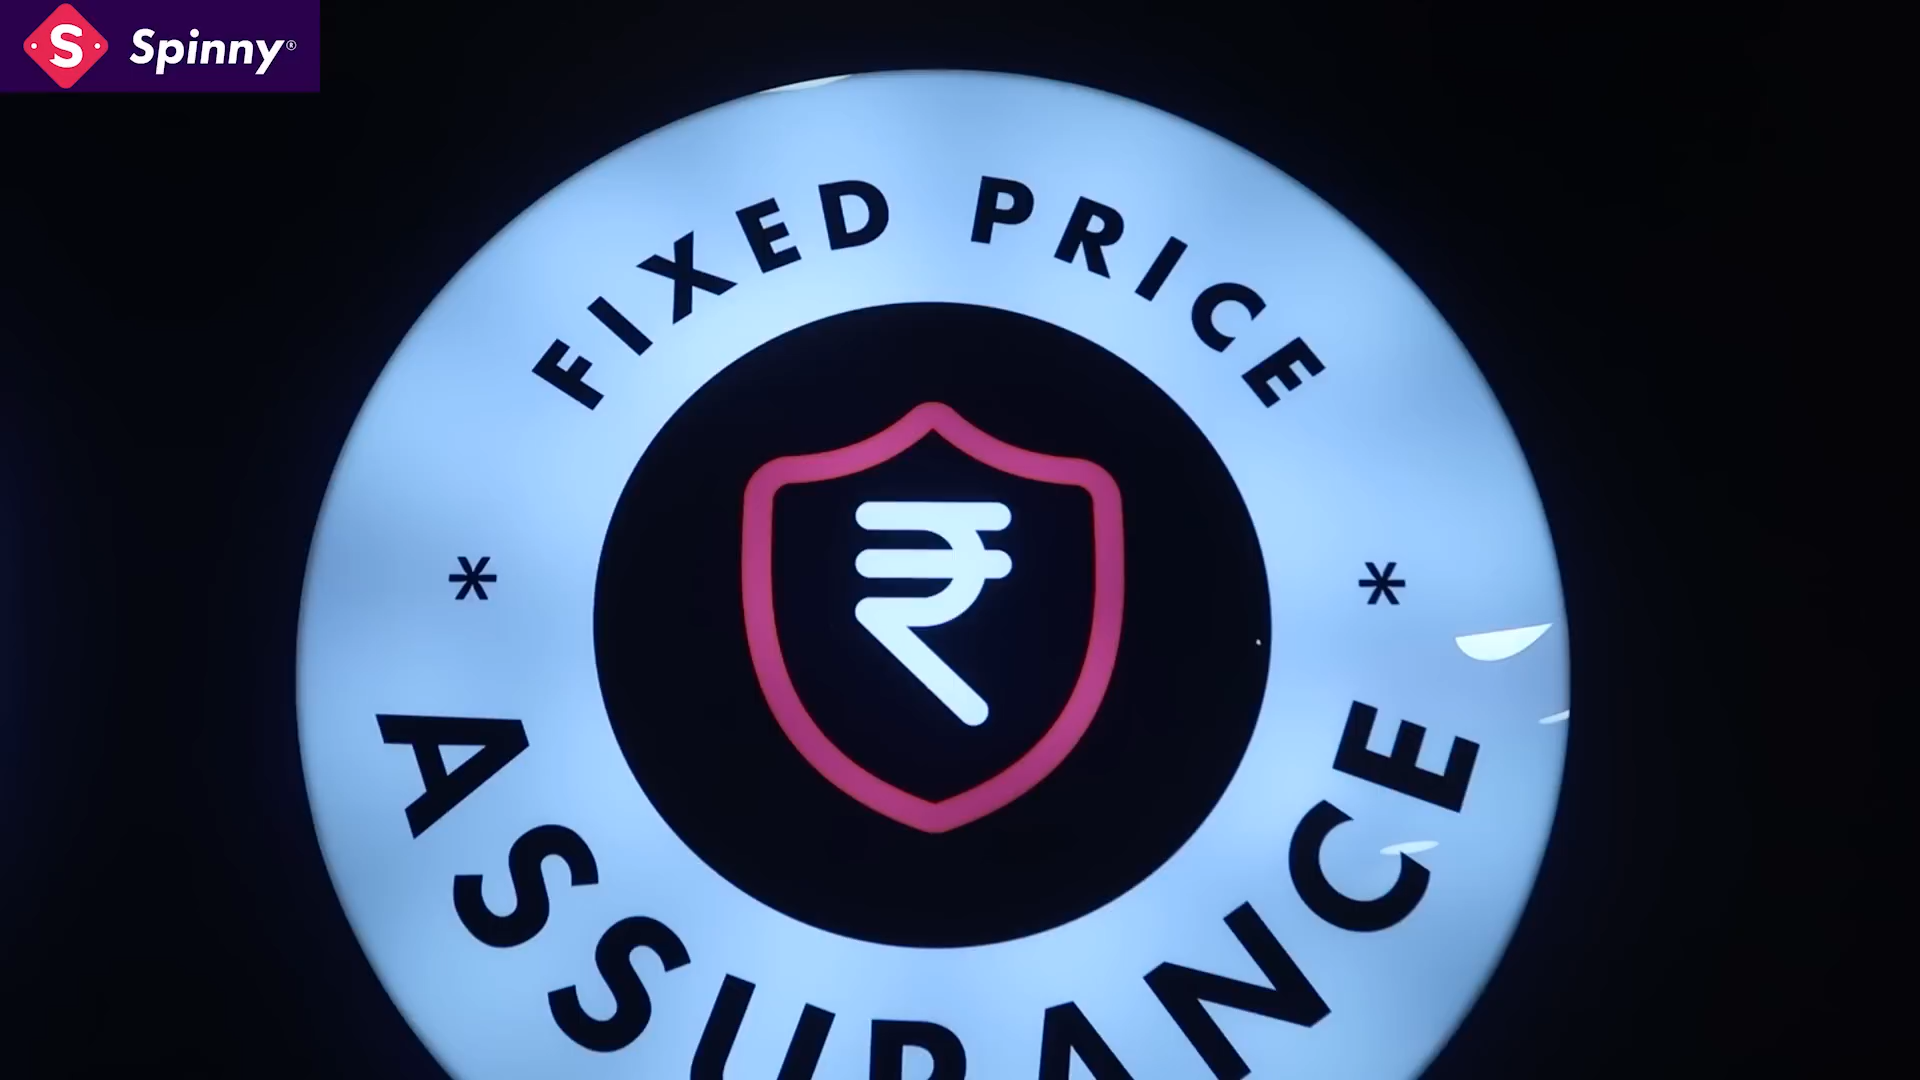 S Spinny®
FIXED PRICE
₹
* *
ASSURANCE